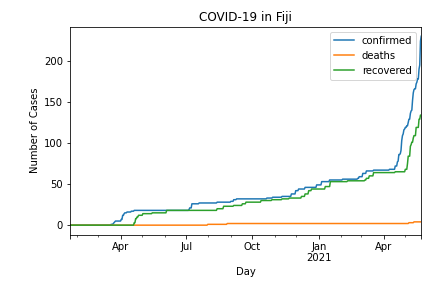 COVID-19 in Fiji
confirmed
deaths
recovered
Number of Cases
200
150
100
50
0
Apr
Jul
Oct
Jan
2021
Apr
Day